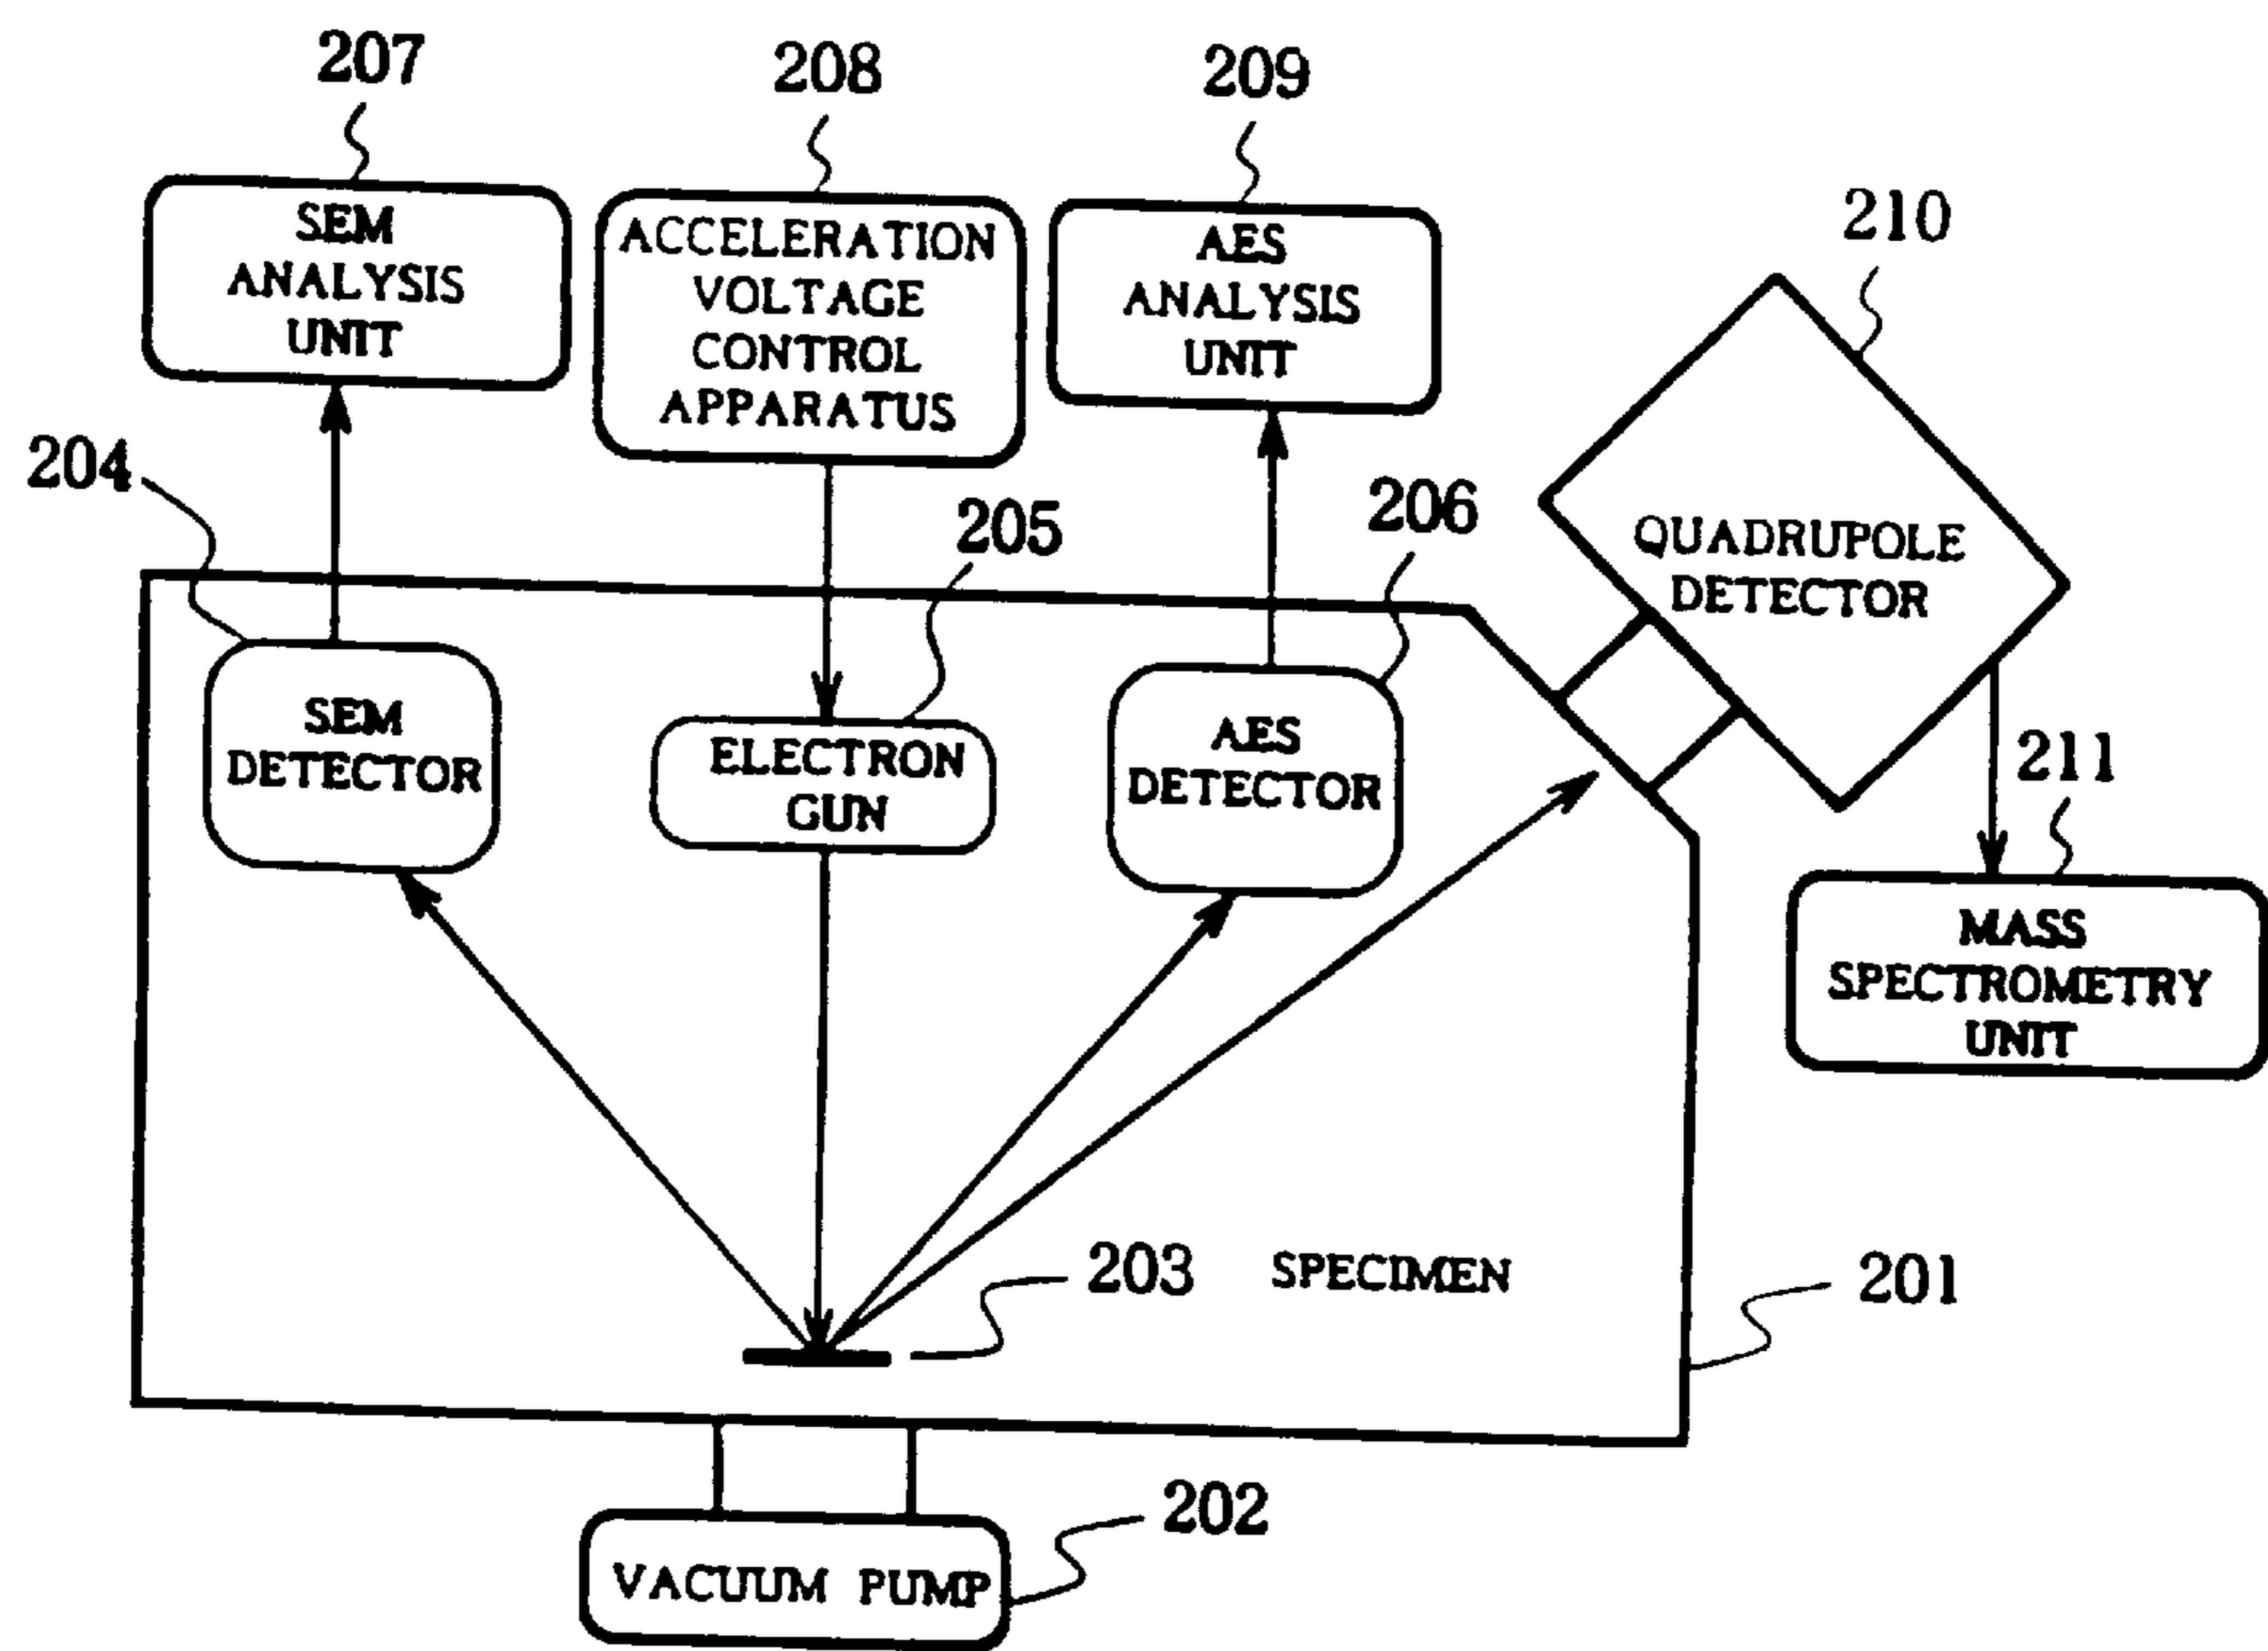 207
208
209
210
SEM
ANALYSIS
UNIT
ACCELERATION
VOLTAGE
CONTROL
APPARATUS
AES
ANALYSIS
UNIT
204
205
206
QUADRUPOLE
DETECTOR
SEM
DETECTOR
ELECTRON
GUN
AES
DETECTOR
211
MASS
SPECTROMETRY
UNIT
203 SPECIMEN
201
202
VACUUM PUMP